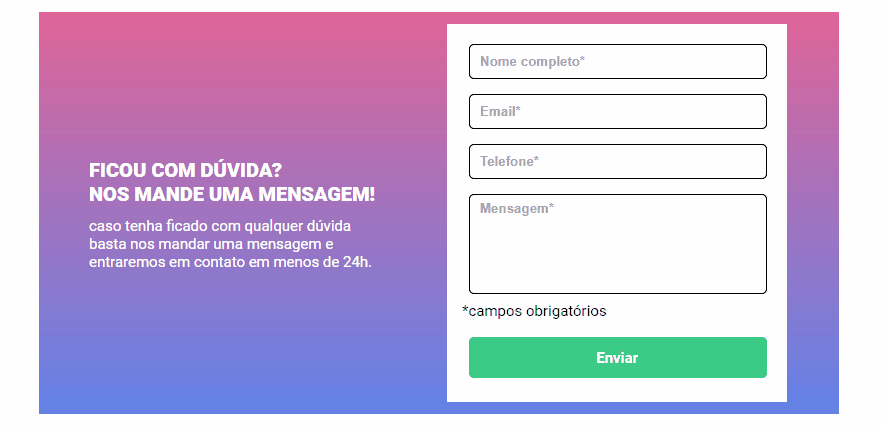 FICOU COM DÚVIDA?
NOS MANDE UMA MENSAGEM!
caso tenha ficado com qualquer dúvida
basta nos mandar uma mensagem e
entraremos em contato em menos de 24h.
Nome completo*
Email*
Telefone*
Mensagem*
*campos obrigatórios
Enviar